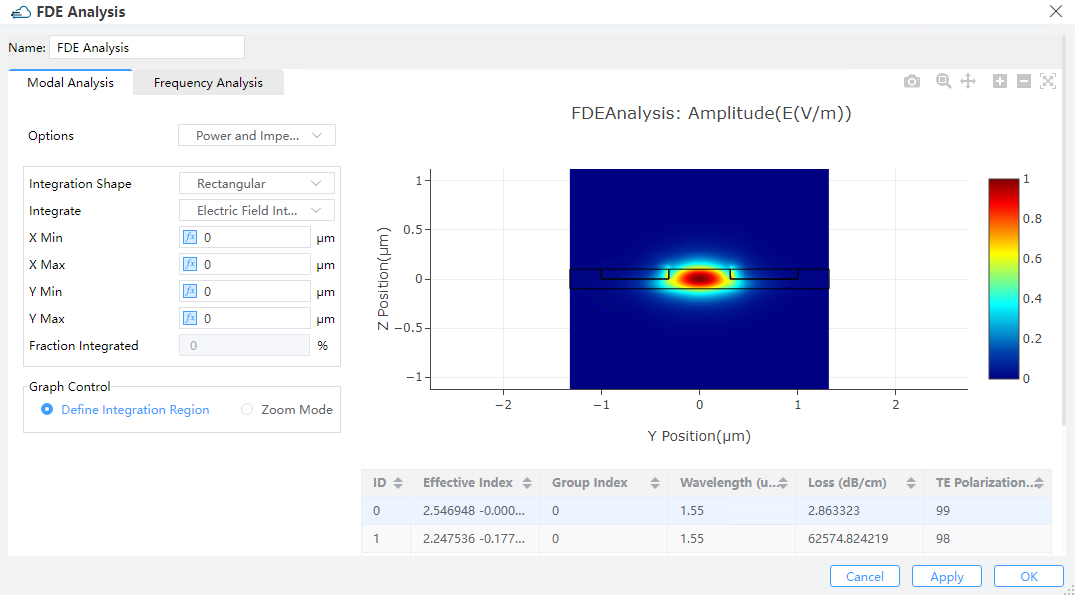 FDE Analysis
Name: FDE Analysis
Modal Analysis Frequency Analysis
Options Power and Impe...
Integration Shape Rectangular
Integrate Electric Field Int...
X Min fx 0 μm
X Max fx 0 μm
Y Min fx 0 μm
Y Max fx 0 μm
Fraction Integrated 0 %
Graph Control
Define Integration Region Zoom Mode
FDEAnalysis: Amplitude(E(V/m))
Z Position(μm)
1
0.5
0
−0.5
−1
−2 −1 0 1 2
Y Position(μm)
1
0.8
0.6
0.4
0.2
0
ID Effective Index Group Index Wavelength (u... Loss (dB/cm) TE Polarization...
0 2.546948 -0.000... 0 1.55 2.863323 99
1 2.247536 -0.177... 0 1.55 62574.824219 98
Cancel Apply OK